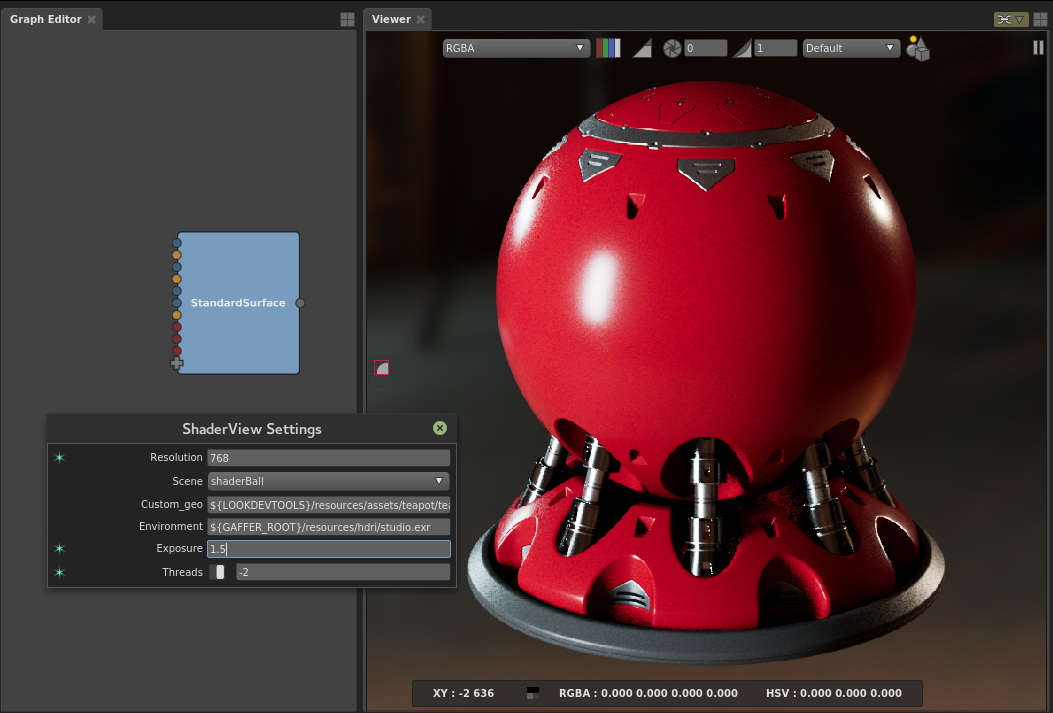 Graph Editor
Viewer
RGBA
0
1
Default
StandardSurface
ShaderView Settings
Resolution 768
Scene shaderBall
Custom_geo ${LOOKDEVTOOLS}/resources/assets/teapot/tea
Environment ${GAFFER_ROOT}/resources/hdri/studio.exr
Exposure 1.5
Threads -2
XY : -2 636 RGBA : 0.000 0.000 0.000 0.000 HSV : 0.000 0.000 0.000